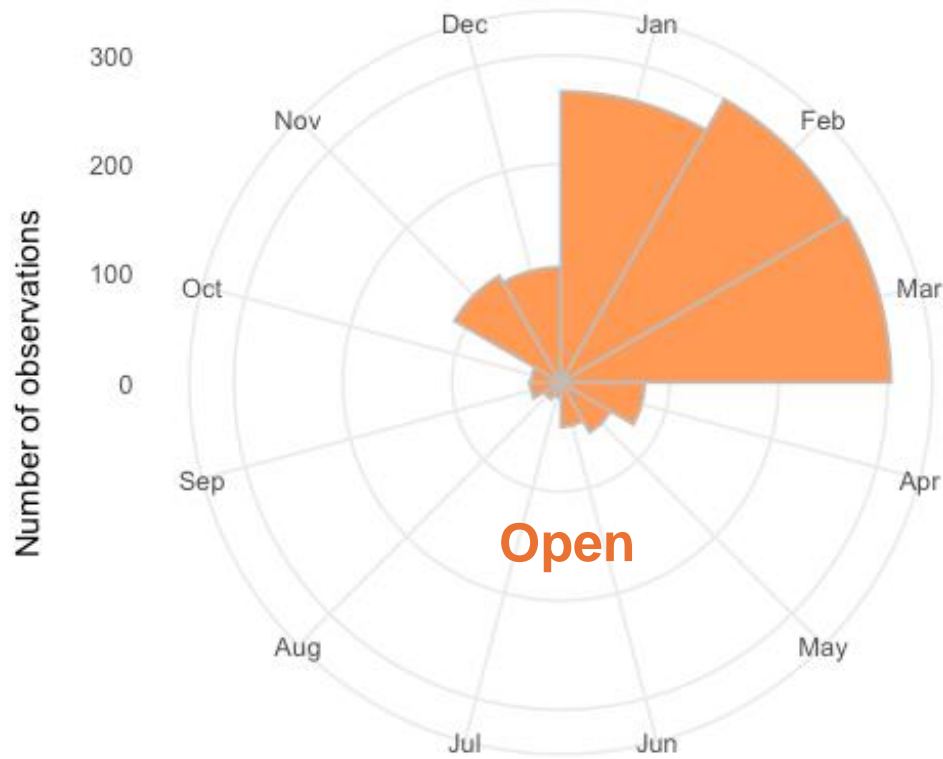 Number of observations
300
200
100
0
Dec
Jan
Nov
Feb
Oct
Mar
Sep
Apr
Open
Aug
May
Jul
Jun